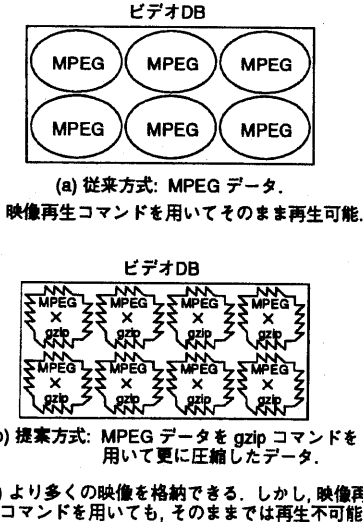 ビデオDB
MPEG MPEG MPEG
MPEG MPEG MPEG
(a) 従来方式: MPEG データ.
映像再生コマンドを用いてそのまま再生可能.
ビデオDB
MPEG MPEG MPEG MPEG
× × × ×
gzip gzip gzip gzip
MPEG MPEG MPEG MPEG
× × × ×
gzip gzip gzip gzip
) 提案方式: MPEG データを gzip コマンドを
用いて更に圧縮したデータ.
) より多くの映像を格納できる. しかし, 映像再
コマンドを用いても, そのままでは再生不可能